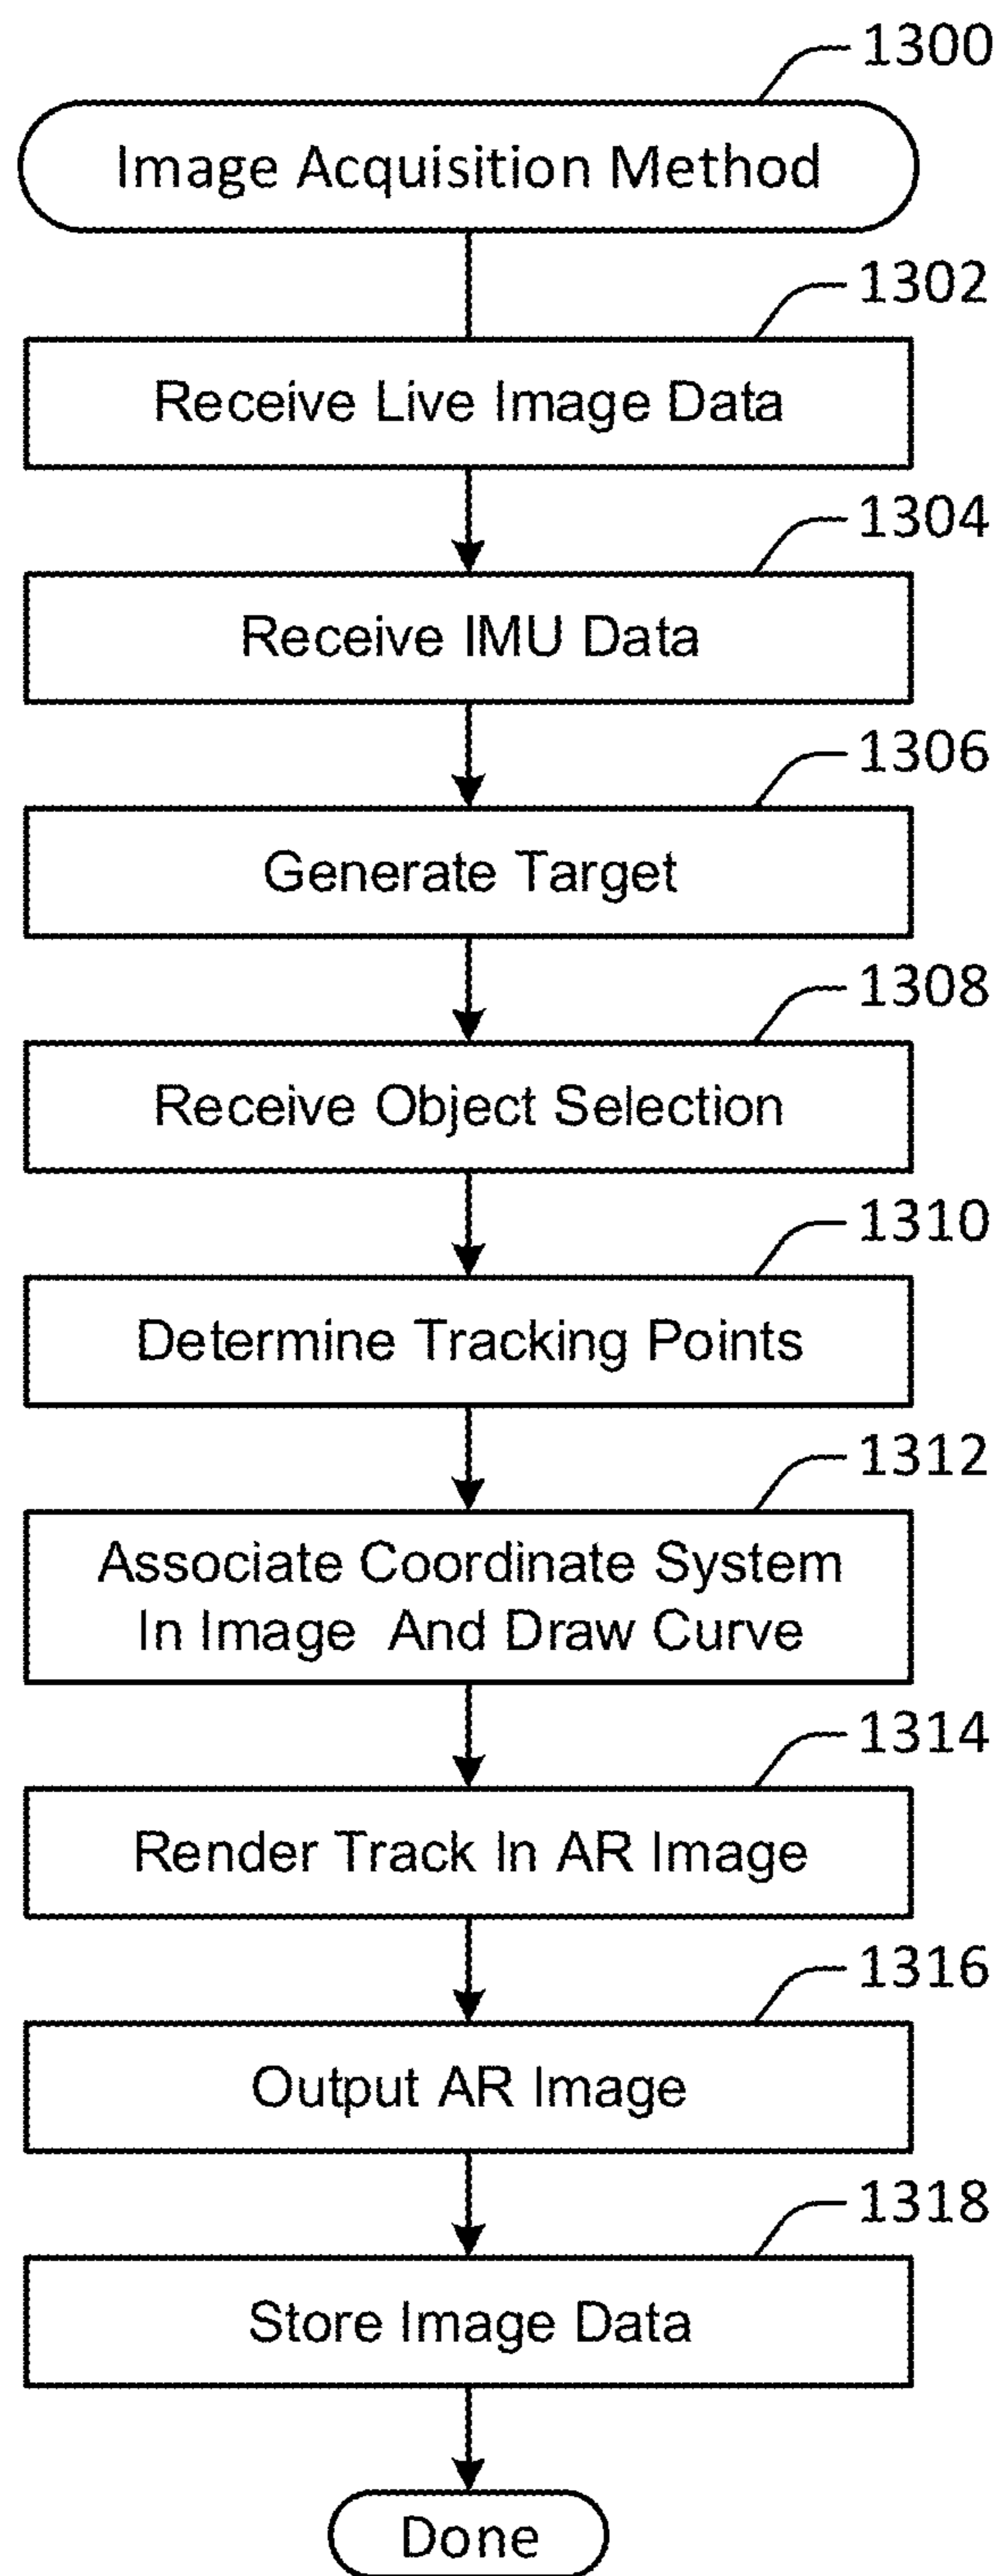 1300
Image Acquisition Method
1302
Receive Live Image Data
1304
Receive IMU Data
1306
Generate Target
1308
Receive Object Selection
1310
Determine Tracking Points
1312
Associate Coordinate System
In Image And Draw Curve
1314
Render Track In AR Image
1316
Output AR Image
1318
Store Image Data
Done